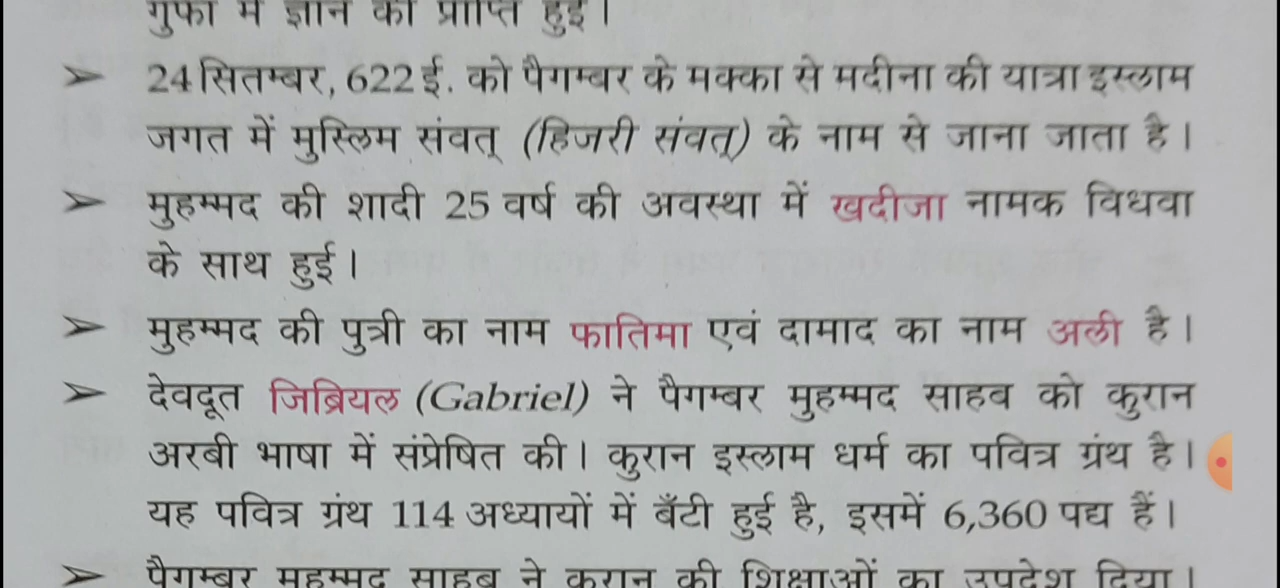 गुफा में ज्ञान की प्राप्ति हुई।
➤ 24 सितम्बर, 622 ई. को पैगम्बर के मक्का से मदीना की यात्रा इस्लाम
जगत में मुस्लिम संवत् (हिजरी संवत्) के नाम से जाना जाता है।
➤ मुहम्मद की शादी 25 वर्ष की अवस्था में खदीजा नामक विधवा
के साथ हुई।
➤ मुहम्मद की पुत्री का नाम फातिमा एवं दामाद का नाम अली है।
➤ देवदूत जिब्रियल (Gabriel) ने पैगम्बर मुहम्मद साहब को कुरान
अरबी भाषा में संप्रेषित की। कुरान इस्लाम धर्म का पवित्र ग्रंथ है।
यह पवित्र ग्रंथ 114 अध्यायों में बँटी हुई है, इसमें 6,360 पद्य हैं।
➤ पैगम्बर मुहम्मद साहब ने कुरान की शिक्षाओं का उपदेश दिया।